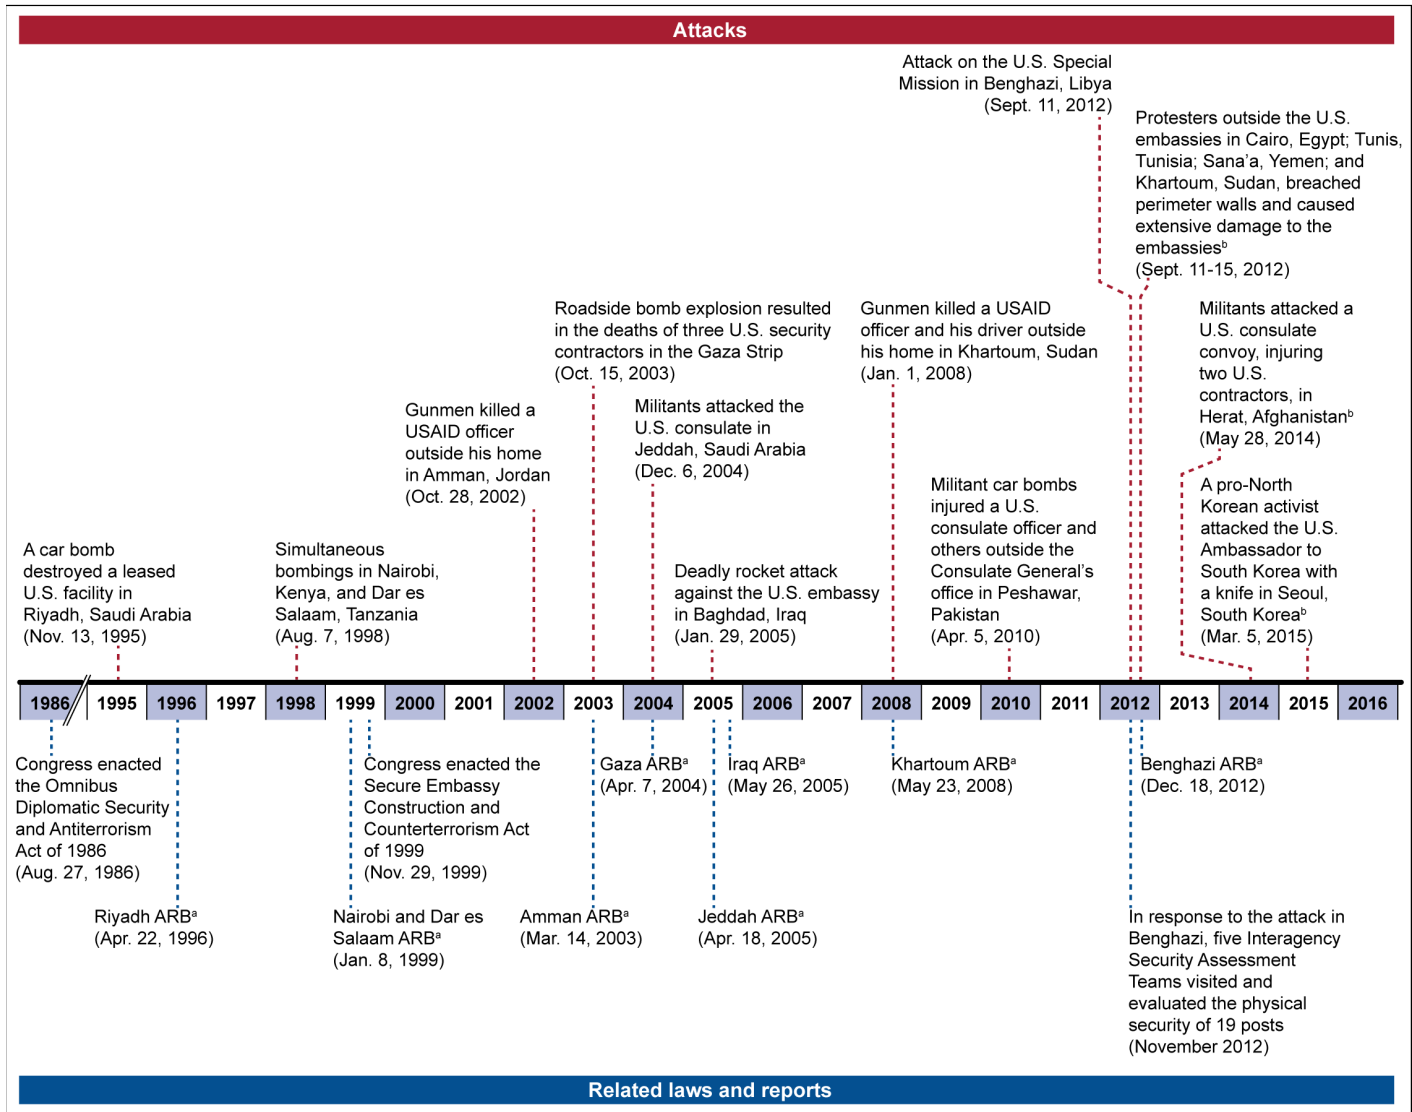 Attacks
Attack on the U.S. Special
Mission in Benghazi, Libya
(Sept. 11, 2012)
Protesters outside the U.S.
embassies in Cairo, Egypt; Tunis,
Tunisia; Sana’a, Yemen; and
Khartoum, Sudan, breached
perimeter walls and caused
extensive damage to the
embassiesᵇ
(Sept. 11-15, 2012)
Roadside bomb explosion resulted
in the deaths of three U.S. security
contractors in the Gaza Strip
(Oct. 15, 2003)
Gunmen killed a USAID
officer and his driver outside
his home in Khartoum, Sudan
(Jan. 1, 2008)
Militants attacked a
U.S. consulate
convoy, injuring
two U.S.
contractors, in
Herat, Afghanistanᵇ
(May 28, 2014)
Gunmen killed a
USAID officer
outside his home
in Amman, Jordan
(Oct. 28, 2002)
Militants attacked the
U.S. consulate in
Jeddah, Saudi Arabia
(Dec. 6, 2004)
Militant car bombs
injured a U.S.
consulate officer and
others outside the
Consulate General’s
office in Peshawar,
Pakistan
(Apr. 5, 2010)
A pro-North
Korean activist
attacked the U.S.
Ambassador to
South Korea with
a knife in Seoul,
South Koreaᵇ
(Mar. 5, 2015)
A car bomb
destroyed a leased
U.S. facility in
Riyadh, Saudi Arabia
(Nov. 13, 1995)
Simultaneous
bombings in Nairobi,
Kenya, and Dar es
Salaam, Tanzania
(Aug. 7, 1998)
Deadly rocket attack
against the U.S. embassy
in Baghdad, Iraq
(Jan. 29, 2005)
1986 1995 1996 1997 1998 1999 2000 2001 2002 2003 2004 2005 2006 2007 2008 2009 2010 2011 2012 2013 2014 2015 2016
Congress enacted
the Omnibus
Diplomatic Security
and Antiterrorism
Act of 1986
(Aug. 27, 1986)
Congress enacted the
Secure Embassy
Construction and
Counterterrorism Act
of 1999
(Nov. 29, 1999)
Gaza ARBᵃ
(Apr. 7, 2004)
Iraq ARBᵃ
(May 26, 2005)
Khartoum ARBᵃ
(May 23, 2008)
Benghazi ARBᵃ
(Dec. 18, 2012)
Riyadh ARBᵃ
(Apr. 22, 1996)
Nairobi and Dar es
Salaam ARBᵃ
(Jan. 8, 1999)
Amman ARBᵃ
(Mar. 14, 2003)
Jeddah ARBᵃ
(Apr. 18, 2005)
In response to the attack in
Benghazi, five Interagency
Security Assessment
Teams visited and
evaluated the physical
security of 19 posts
(November 2012)
Related laws and reports